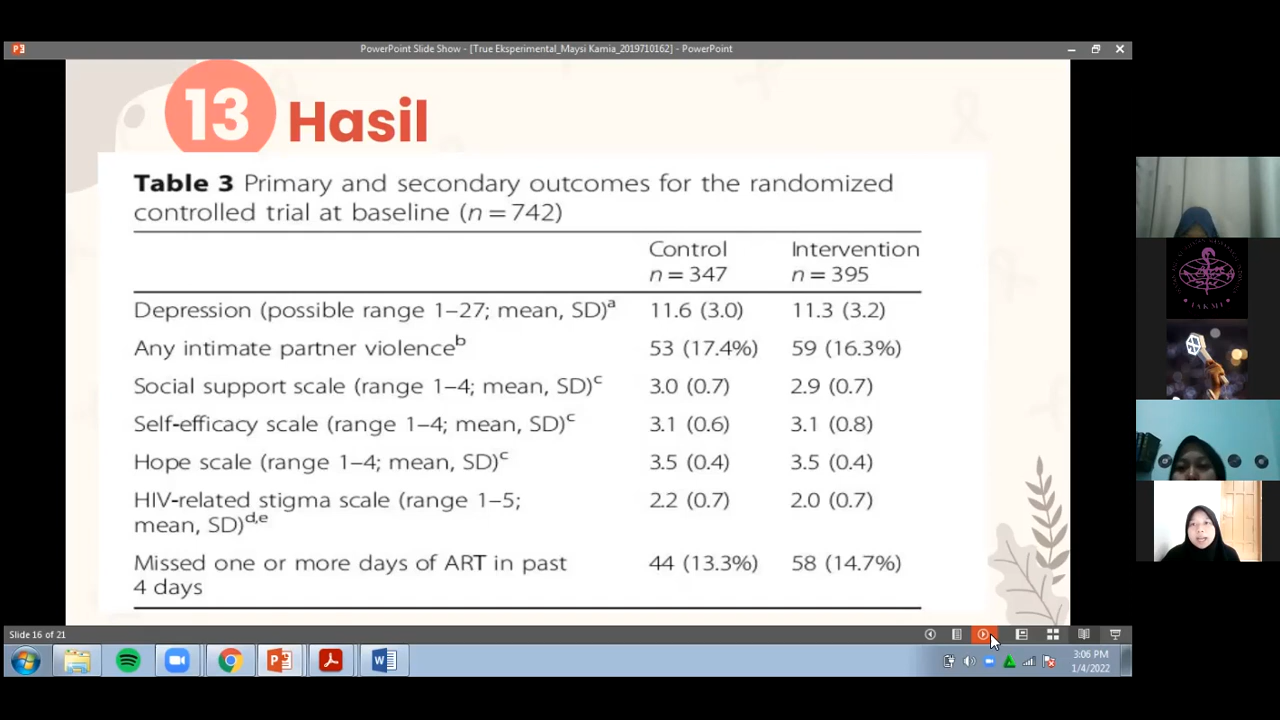 PowerPoint Slide Show - [True Eksperimental_Maysi Karnia_2019710162] - PowerPoint
13 Hasil
Table 3 Primary and secondary outcomes for the randomized
controlled trial at baseline (n = 742)
Control Intervention
n = 347 n = 395
Depression (possible range 1–27; mean, SD)a 11.6 (3.0) 11.3 (3.2)
Any intimate partner violenceb 53 (17.4%) 59 (16.3%)
Social support scale (range 1–4; mean, SD)c 3.0 (0.7) 2.9 (0.7)
Self-efficacy scale (range 1–4; mean, SD)c 3.1 (0.6) 3.1 (0.8)
Hope scale (range 1–4; mean, SD)c 3.5 (0.4) 3.5 (0.4)
HIV-related stigma scale (range 1–5; 2.2 (0.7) 2.0 (0.7)
mean, SD)d,e
Missed one or more days of ART in past 44 (13.3%) 58 (14.7%)
4 days
Slide 16 of 21
3:06 PM
1/4/2022